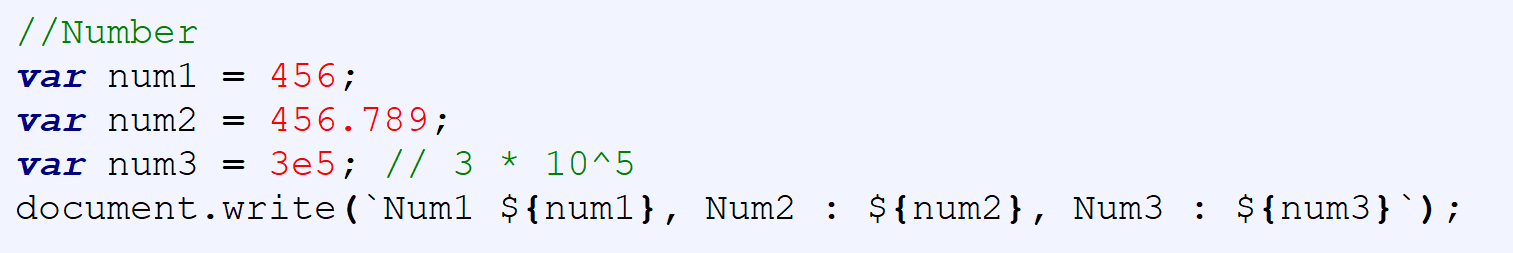 //Number
var num1 = 456;
var num2 = 456.789;
var num3 = 3e5; // 3 * 10^5
document.write(`Num1 ${num1}, Num2 : ${num2}, Num3 : ${num3}`);